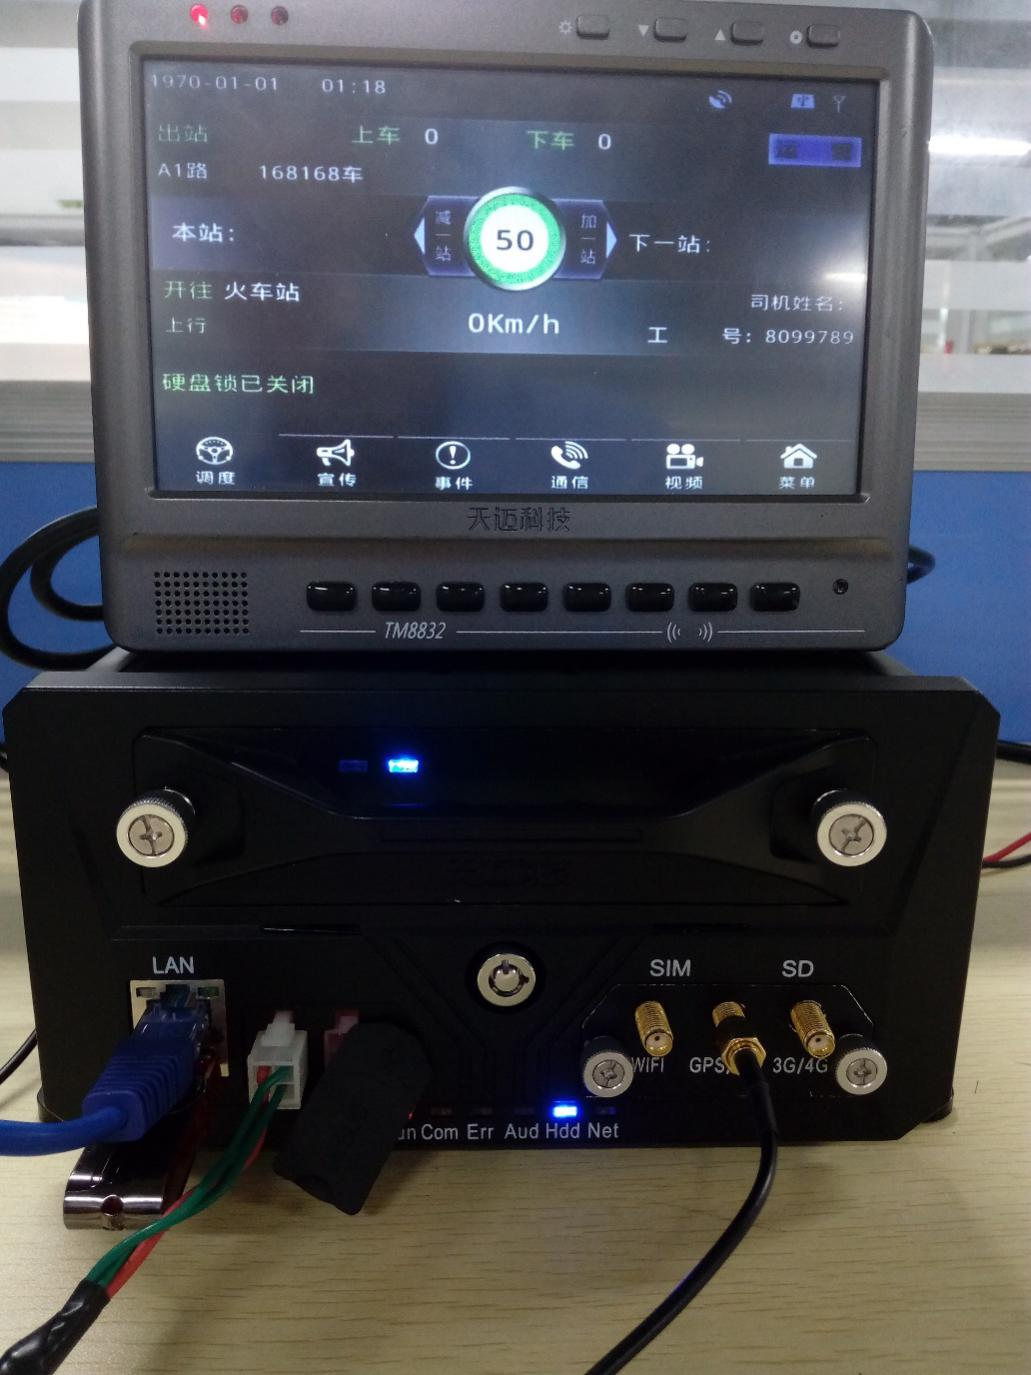 1970-01-01 01:18
出站 上车 0 下车 0
A1路 168168车
本站: 减一站 50 加一站 下一站:
开往 火车站
司机姓名:
上行 0Km/h 工 号: 8099789
硬盘锁已关闭
调度 宣传 事件 通信 视频 菜单
天迈科技
TM8832
LAN SIM SD
WIFI GPS 3G/4G
Com Err Aud Hdd Net